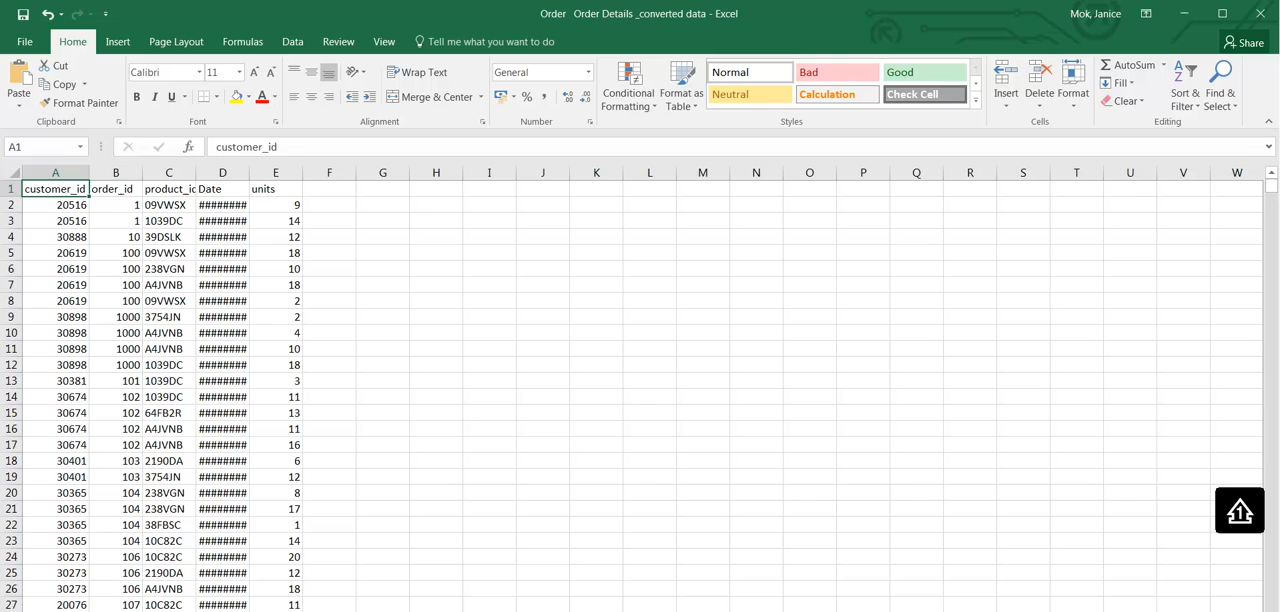 Order   Order Details _converted data - Excel
Mok, Janice
File Home Insert Page Layout Formulas Data Review View Tell me what you want to do Share
Paste Cut Copy Format Painter Clipboard
Calibri 11 B I U A Font
Wrap Text Merge & Center Alignment
General % , Number
Conditional Formatting Format as Table
Normal Bad Good
Neutral Calculation Check Cell
Styles
Insert Delete Format Cells
AutoSum Fill Clear Sort & Filter Find & Select Editing
A1 fx customer_id
A B C D E F G H I J K L M N O P Q R S T U V W
1 customer_id order_id product_id Date units
2 20516 1 09VWSX ######## 9
3 20516 1 1039DC ######## 14
4 30888 10 39DSLK ######## 12
5 20619 100 09VWSX ######## 18
6 20619 100 238VGN ######## 10
7 20619 100 A4JVNB ######## 18
8 20619 100 09VWSX ######## 2
9 30898 1000 3754JN ######## 2
10 30898 1000 A4JVNB ######## 4
11 30898 1000 A4JVNB ######## 10
12 30898 1000 1039DC ######## 18
13 30381 101 1039DC ######## 3
14 30674 102 1039DC ######## 11
15 30674 102 64FB2R ######## 13
16 30674 102 A4JVNB ######## 11
17 30674 102 A4JVNB ######## 16
18 30401 103 2190DA ######## 6
19 30401 103 3754JN ######## 12
20 30365 104 238VGN ######## 8
21 30365 104 238VGN ######## 17
22 30365 104 38FBSC ######## 1
23 30365 104 10C82C ######## 14
24 30273 106 10C82C ######## 20
25 30273 106 2190DA ######## 12
26 30273 106 A4JVNB ######## 18
27 20076 107 10C82C ######## 11